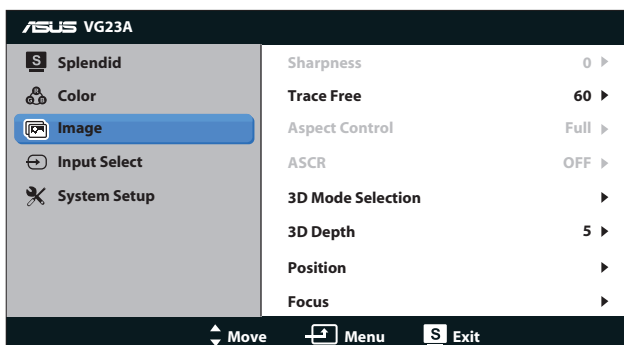 ASUS VG23A
S Splendid
Color
Image
Input Select
System Setup
Sharpness 0
Trace Free 60
Aspect Control Full
ASCR OFF
3D Mode Selection
3D Depth 5
Position
Focus
Move Menu S Exit